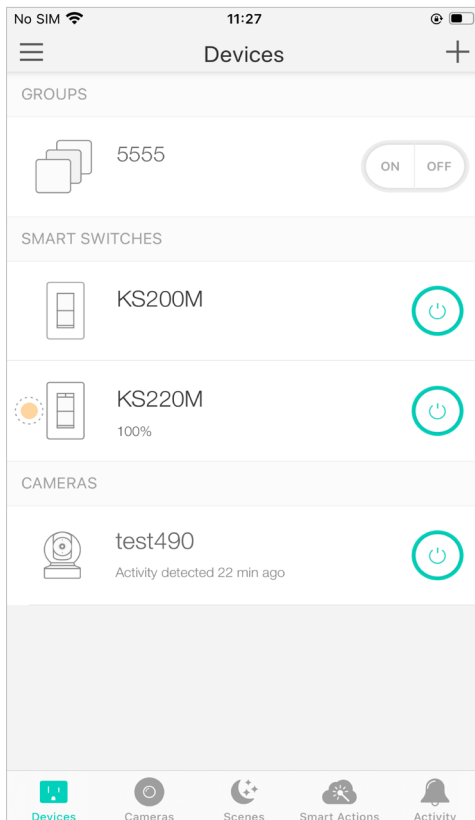 No SIM 11:27
Devices
GROUPS
5555
ON OFF
SMART SWITCHES
KS200M
KS220M
100%
CAMERAS
test490
Activity detected 22 min ago
Devices Cameras Scenes Smart Actions Activity